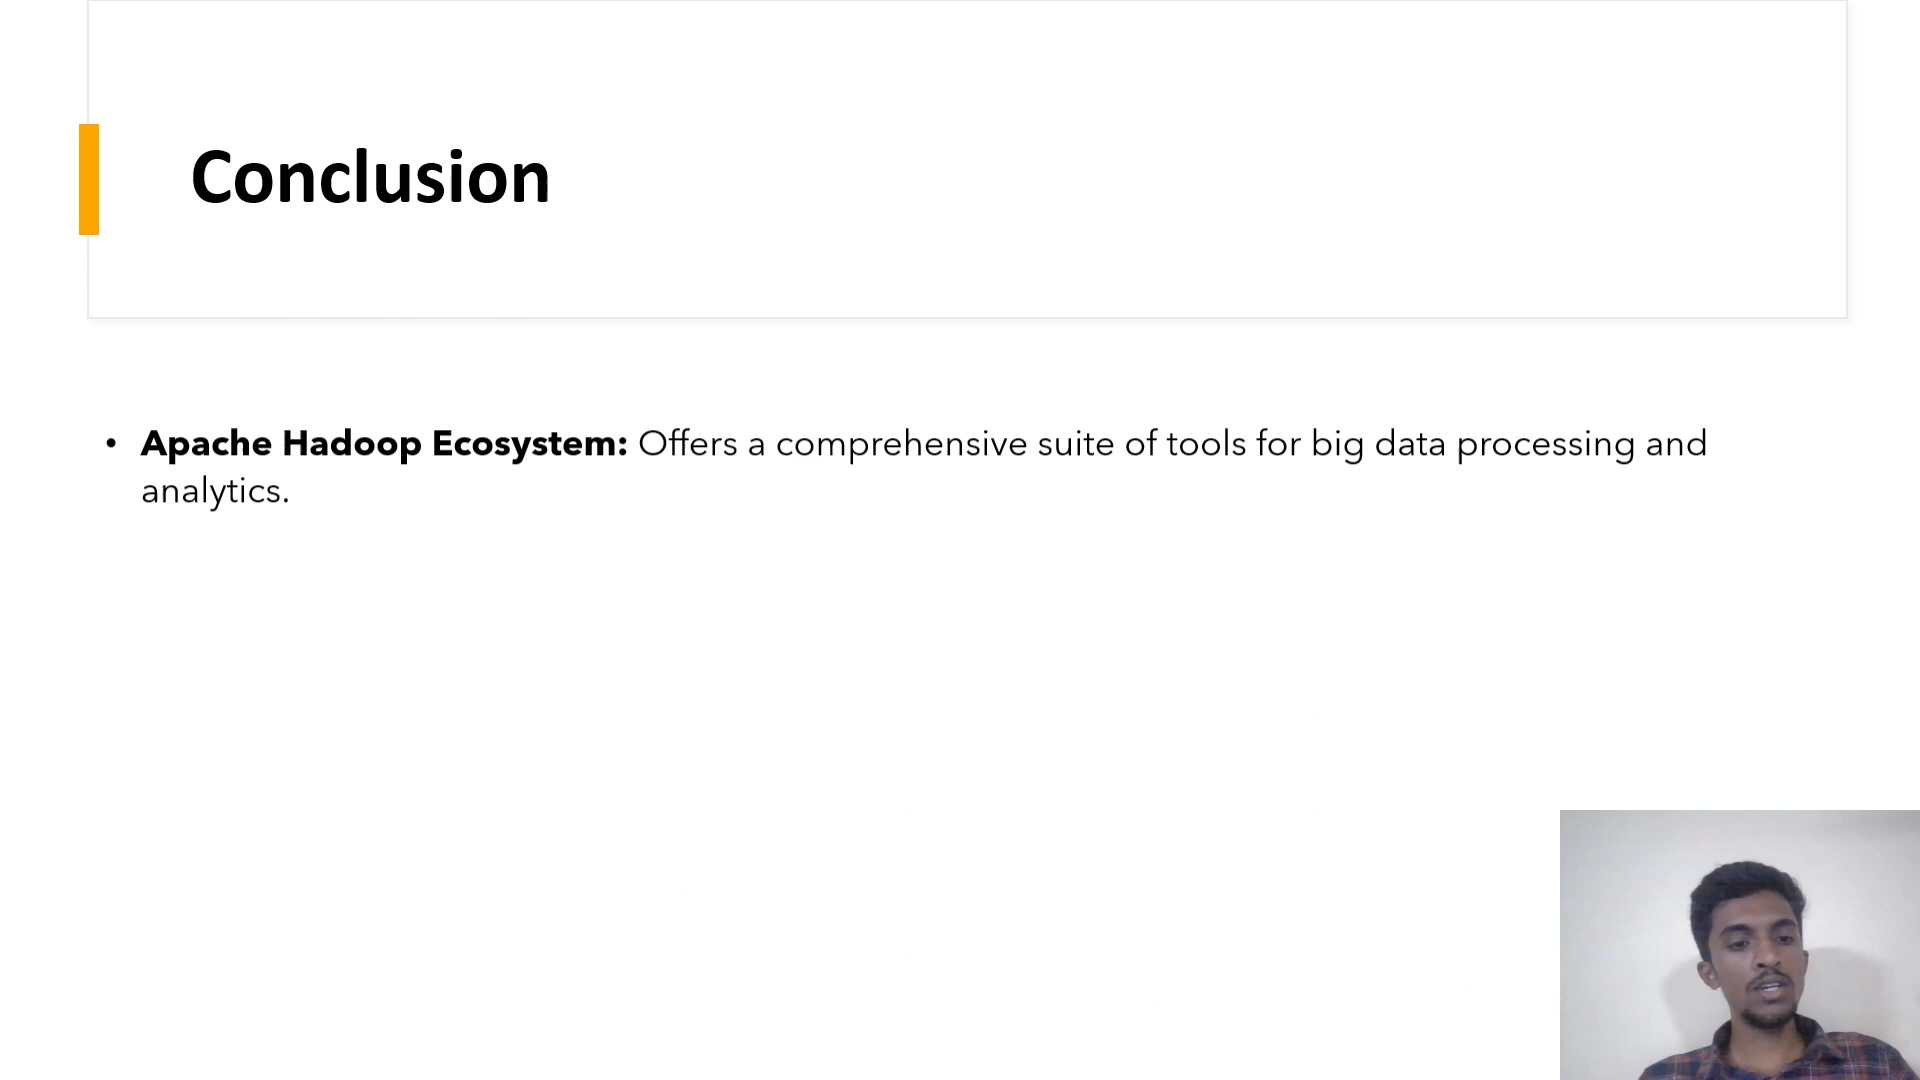 Conclusion
• Apache Hadoop Ecosystem: Offers a comprehensive suite of tools for big data processing and
analytics.